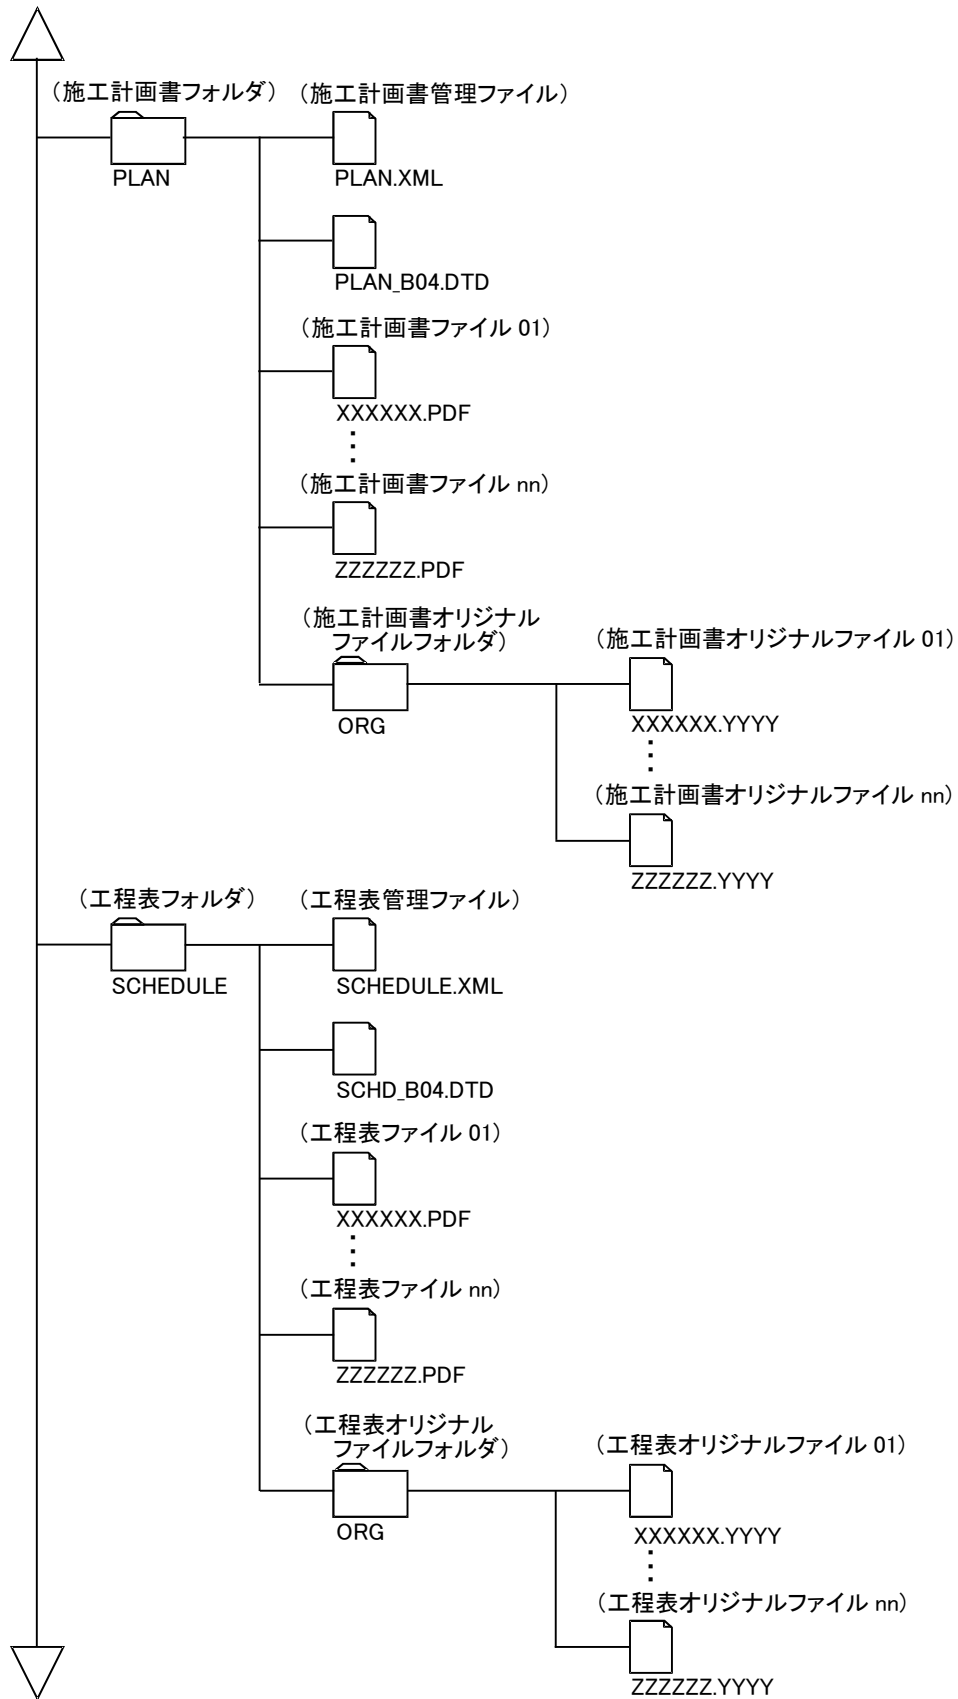 （施工計画書フォルダ）
（施工計画書管理ファイル）
PLAN
PLAN.XML
PLAN_B04.DTD
（施工計画書ファイル 01）
XXXXXX.PDF
（施工計画書ファイル nn）
ZZZZZZ.PDF
（施工計画書オリジナル
ファイルフォルダ）
ORG
（施工計画書オリジナルファイル 01）
XXXXXX.YYYY
（施工計画書オリジナルファイル nn）
ZZZZZZ.YYYY
（工程表フォルダ）
（工程表管理ファイル）
SCHEDULE
SCHEDULE.XML
SCHD_B04.DTD
（工程表ファイル 01）
XXXXXX.PDF
（工程表ファイル nn）
ZZZZZZ.PDF
（工程表オリジナル
ファイルフォルダ）
ORG
（工程表オリジナルファイル 01）
XXXXXX.YYYY
（工程表オリジナルファイル nn）
ZZZZZZ.YYYY